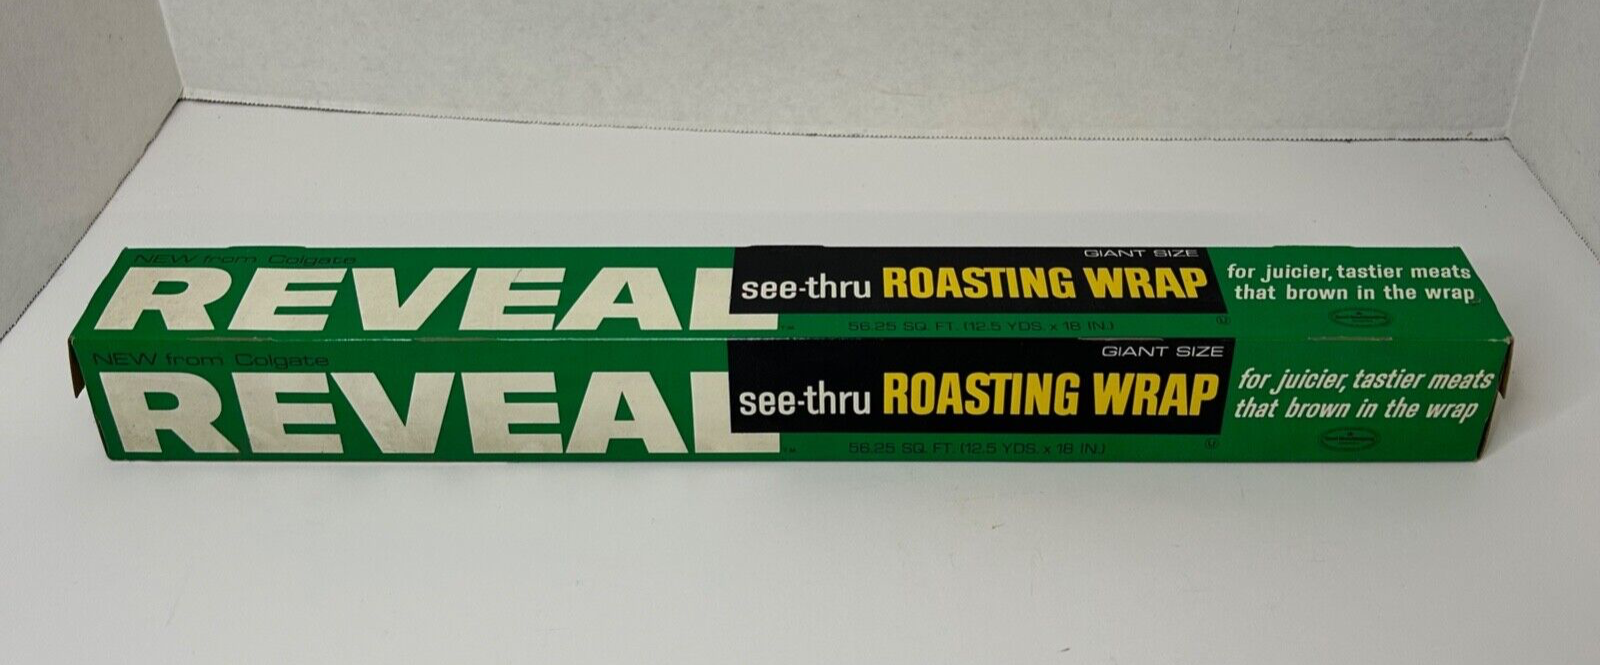 NEW from Colgate
REVEAL
GIANT SIZE
see-thru ROASTING WRAP
56.25 SQ. FT. (12.5 YDS. x 18 IN.)
for juicier, tastier meats
that brown in the wrap
NEW from Colgate
REVEAL
GIANT SIZE
see-thru ROASTING WRAP
56.25 SQ. FT. (12.5 YDS. x 18 IN.)
for juicier, tastier meats
that brown in the wrap